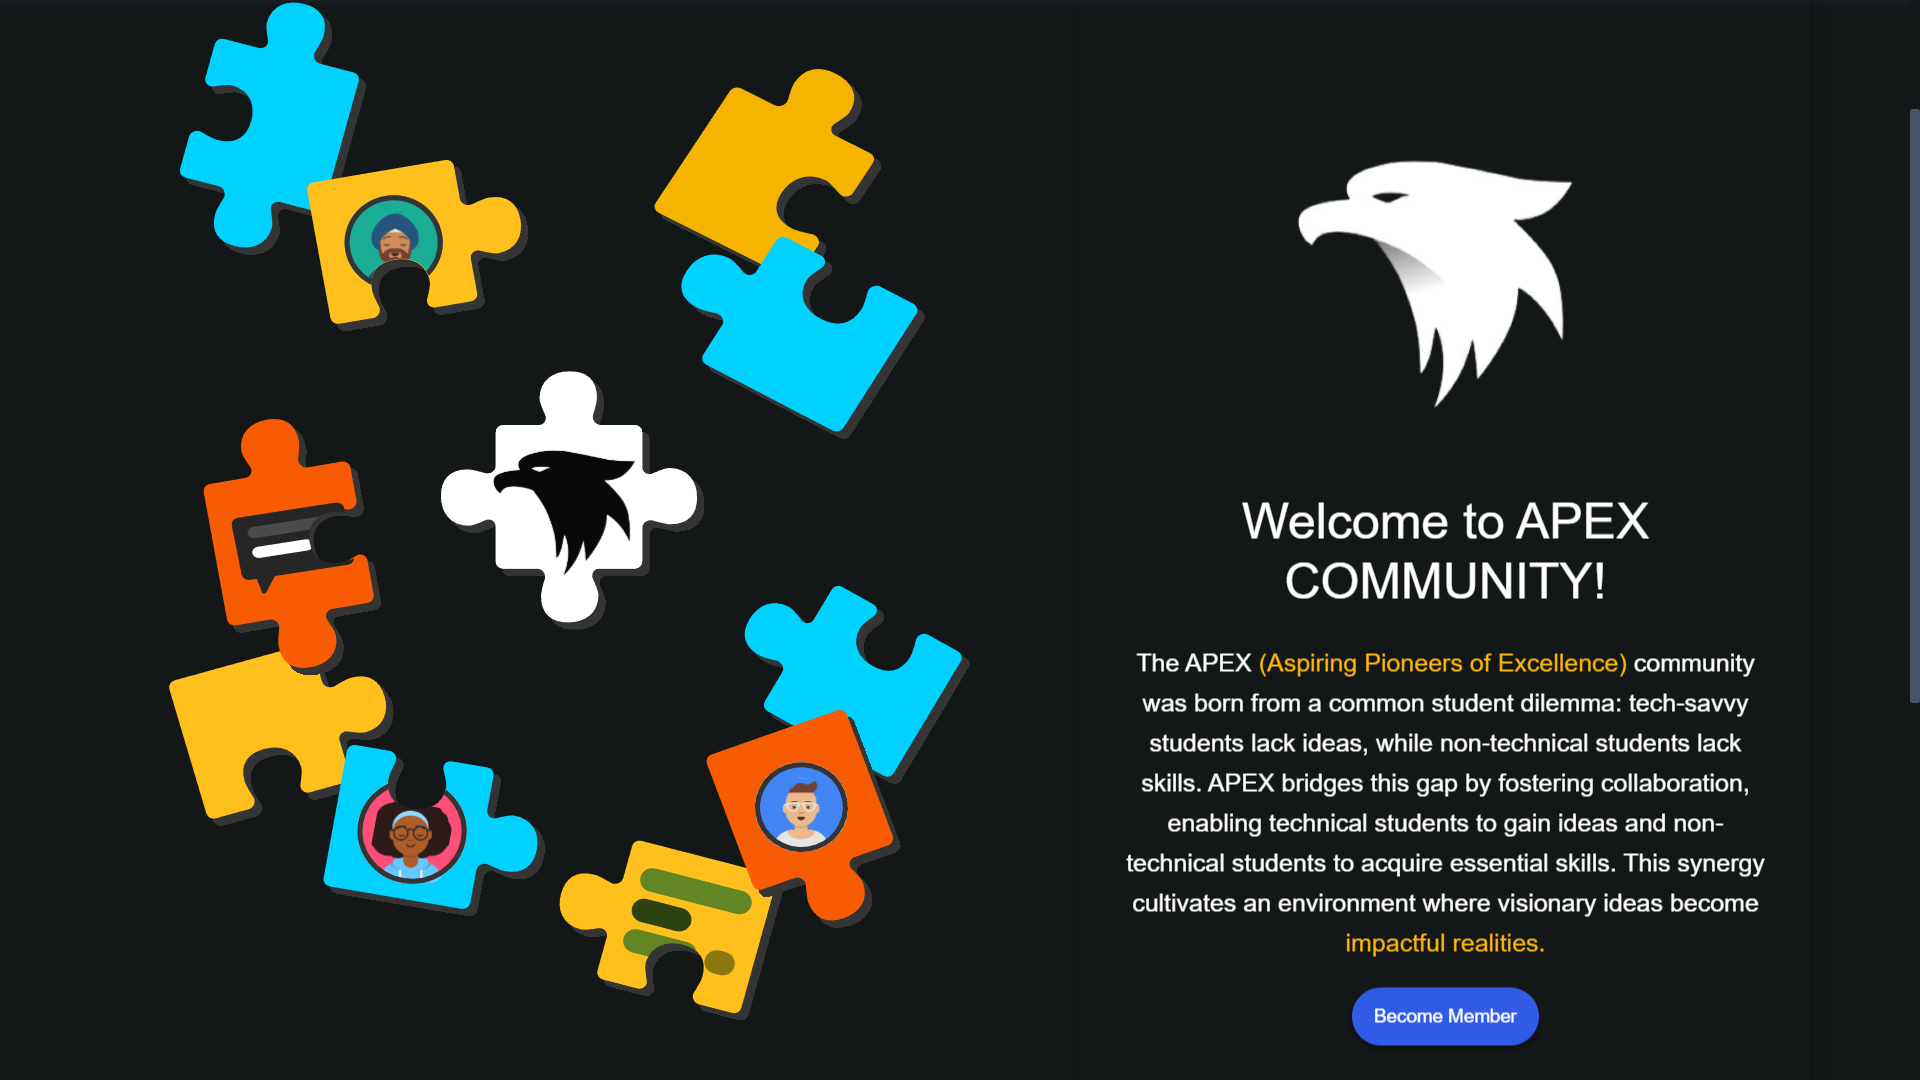 Welcome to APEX
COMMUNITY!
The APEX (Aspiring Pioneers of Excellence) community
was born from a common student dilemma: tech-savvy
students lack ideas, while non-technical students lack
skills. APEX bridges this gap by fostering collaboration,
enabling technical students to gain ideas and non-
technical students to acquire essential skills. This synergy
cultivates an environment where visionary ideas become
impactful realities.
Become Member